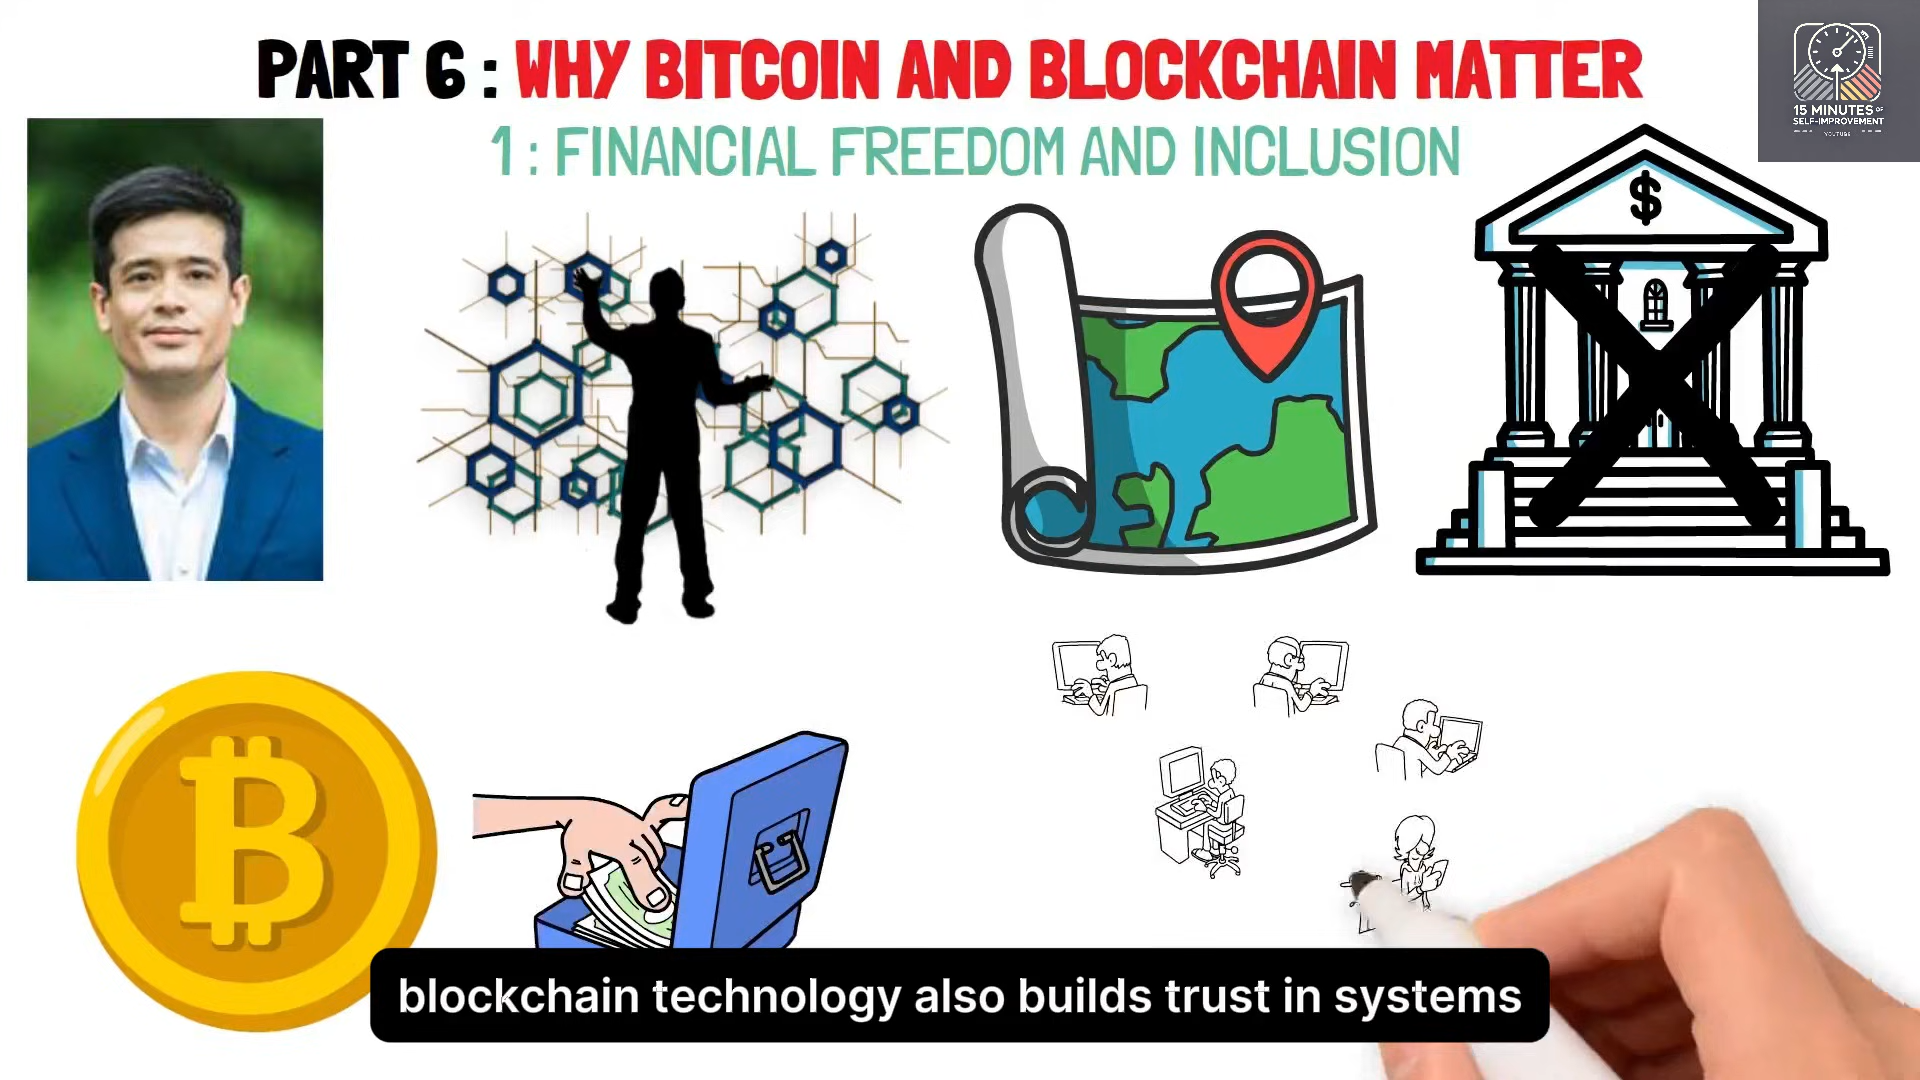 PART 6 : WHY BITCOIN AND BLOCKCHAIN MATTER
1 : FINANCIAL FREEDOM AND INCLUSION
15 MINUTES OF
SELF-IMPROVEMENT
YOUTUBE
$
blockchain technology also builds trust in systems